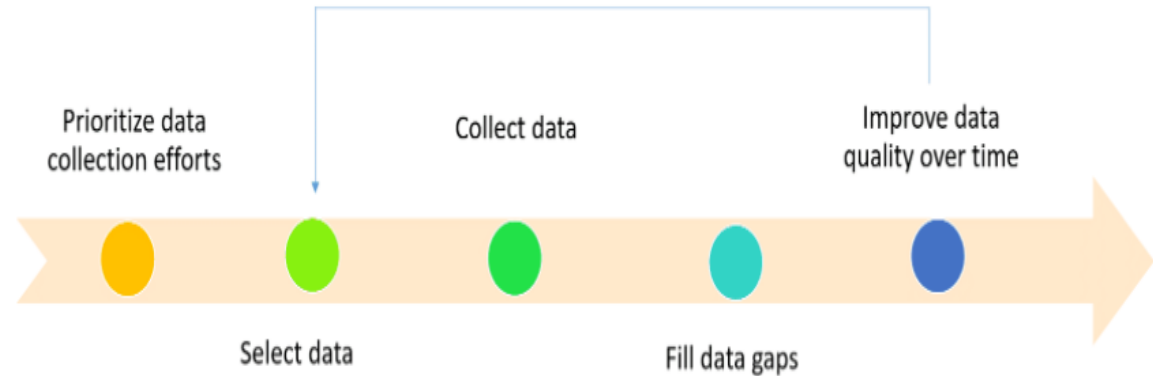 Prioritize data
collection efforts
Select data
Collect data
Fill data gaps
Improve data
quality over time